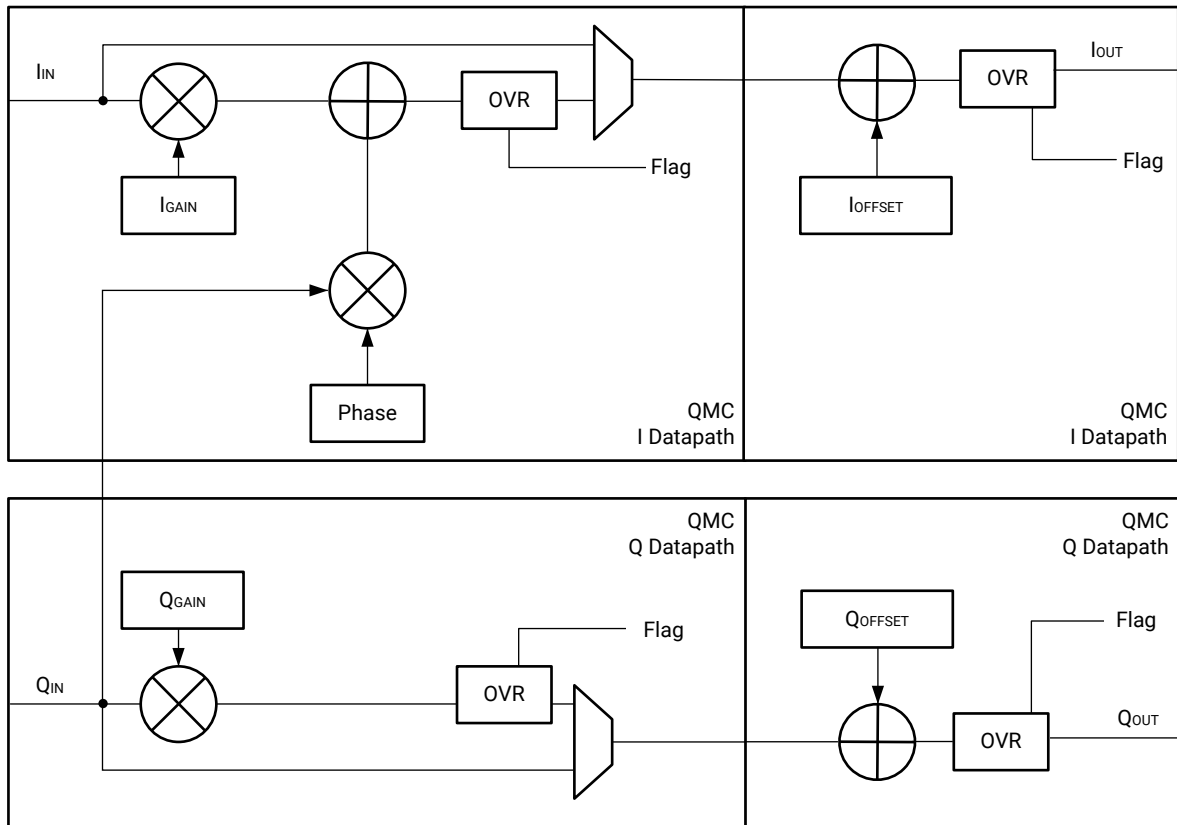 IIN
IGAIN
OVR
Flag
Phase
QMC
I Datapath
IOFFSET
OVR
IOUT
Flag
QMC
I Datapath
QMC
Q Datapath
QGAIN
QIN
OVR
Flag
QMC
Q Datapath
QOFFSET
Flag
OVR
QOUT